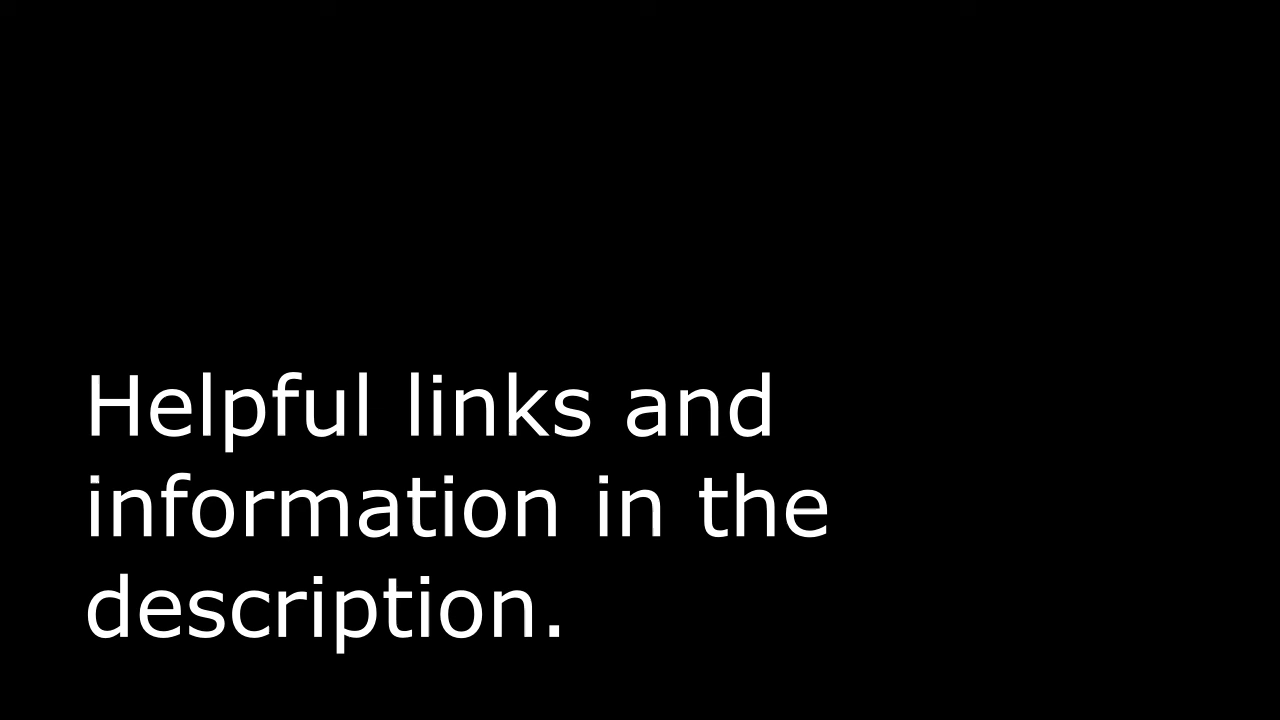 Helpful links and
information in the
description.